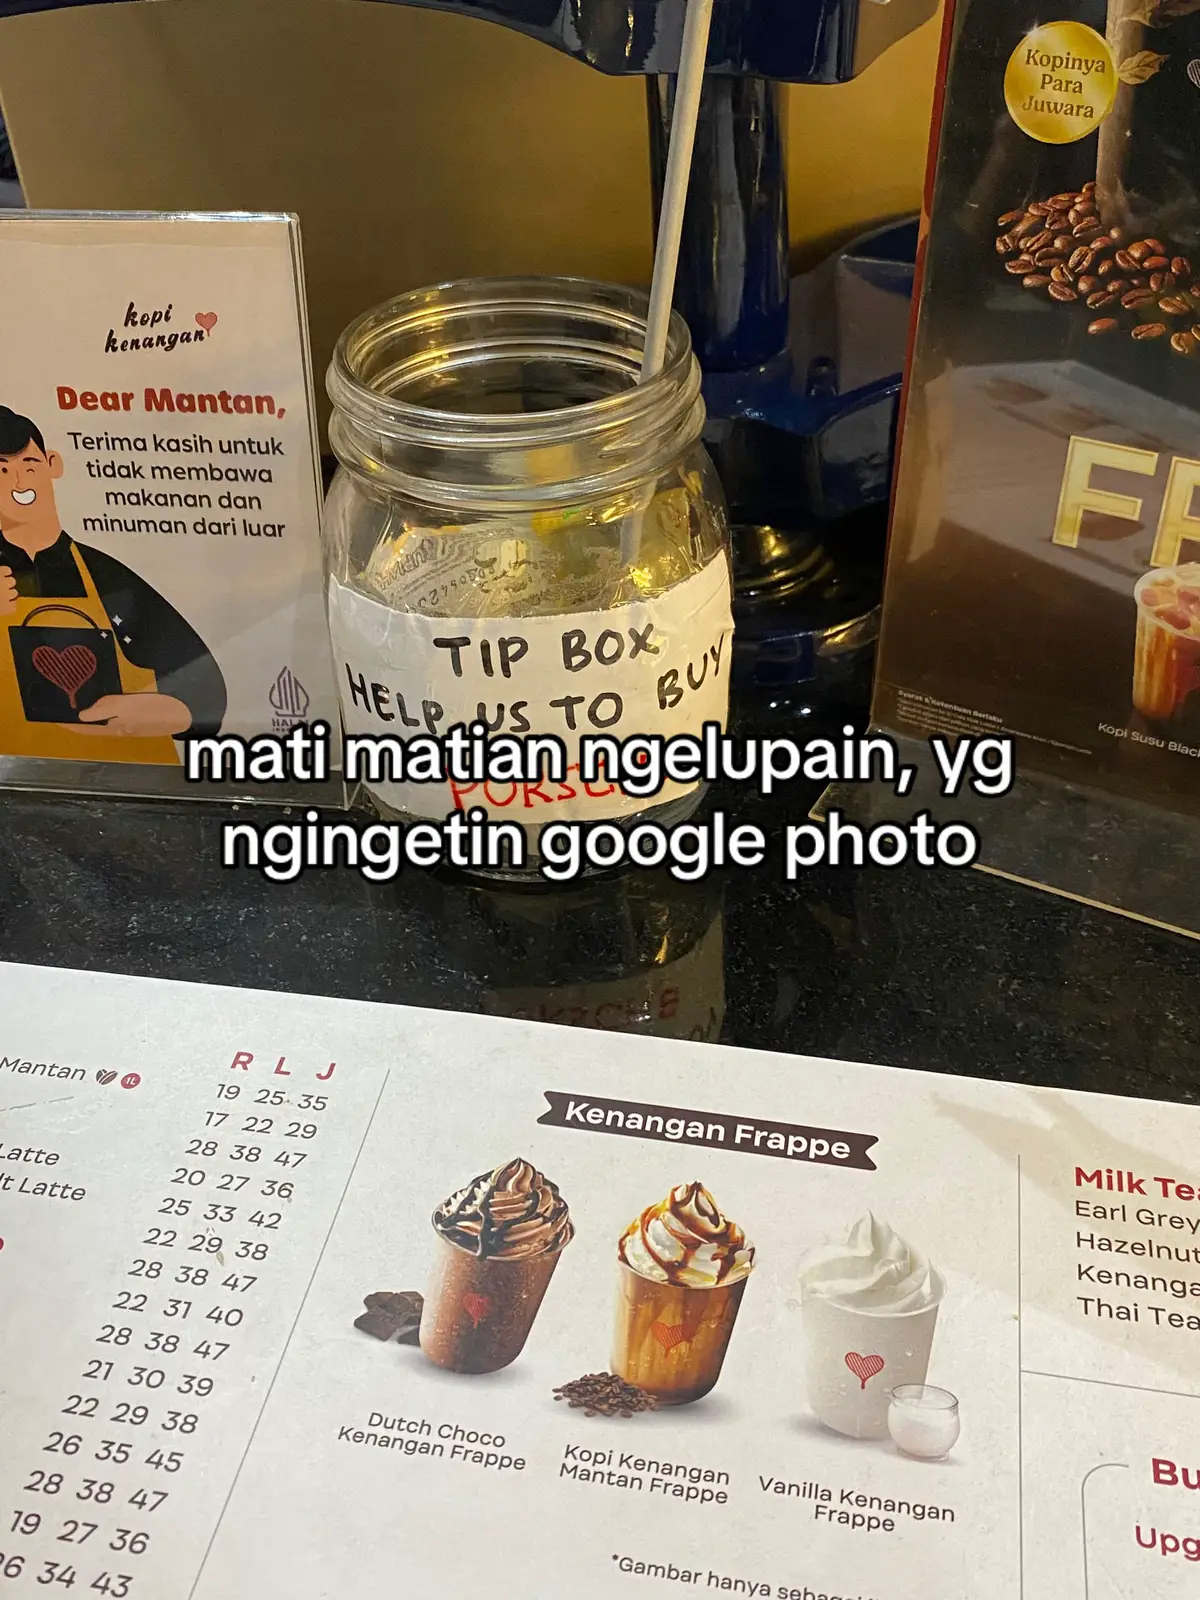 Kopinya
Para
Juwara
kopi
kenangan
Dear Mantan,
Terima kasih untuk
tidak membawa
makanan dan
minuman dari luar
TIP BOX
HELP US TO BUY
mati matian ngelupain, yg
ngingetin google photo
Kopi Susu
Mantan
R L J
19 25 35
17 22 29
28 38 47
Latte
20 27 36
Latte
25 33 42
22 29 38
28 38 47
22 31 40
28 38 47
21 30 39
22 29 38
26 35 45
28 38 47
19 27 36
34 43
Kenangan Frappe
Dutch Choco
Kenangan Frappe
Kopi Kenangan
Mantan Frappe
Vanilla Kenangan
Frappe
*Gambar hanya
Milk
Earl Grey
Thai